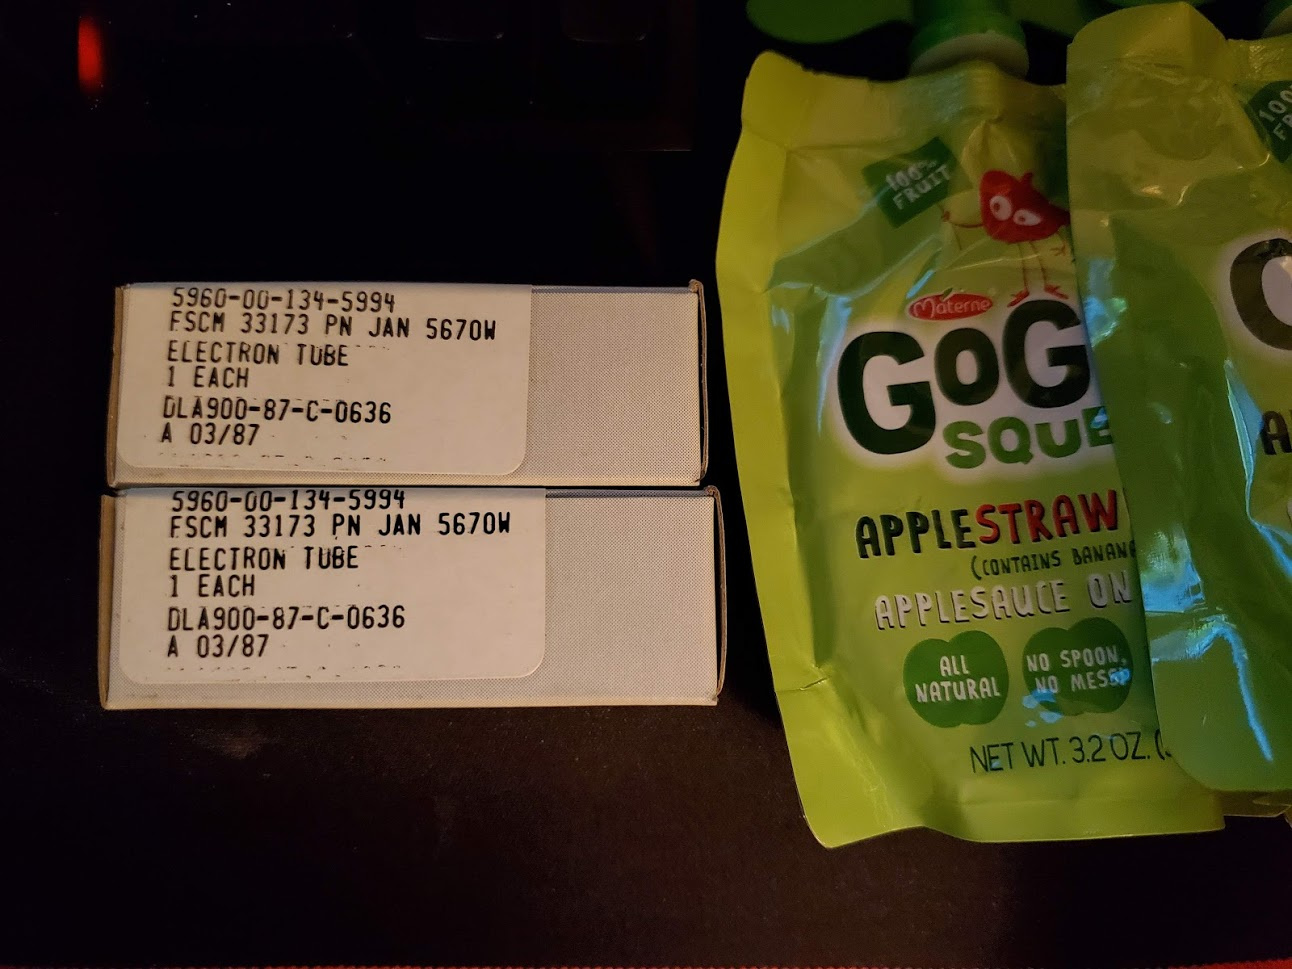 5960-00-134-5994
FSCM 33173 PN JAN 5670W
ELECTRON TUBE
1 EACH
DLA900-87-C-0636
A 03/87
5960-00-134-5994
FSCM 33173 PN JAN 5670W
ELECTRON TUBE
1 EACH
DLA900-87-C-0636
A 03/87
100%
FRUIT
Materne
GOG
SQUE
APPLESTRAW
(CONTAINS BANANA
APPLESAUCE ON
ALL
NATURAL
NO SPOON,
NO MESS!
NET WT. 3.2 OZ. (
100